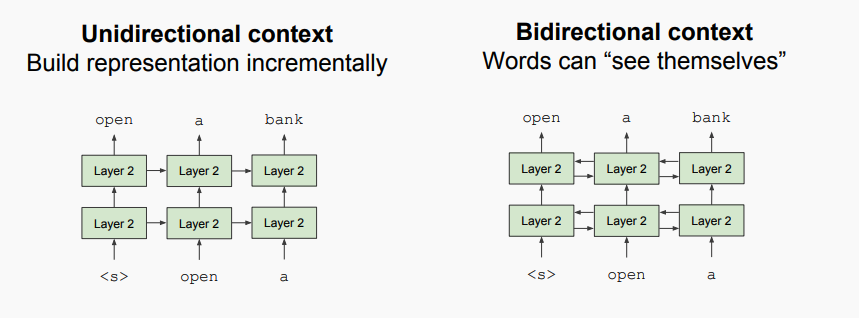 Unidirectional context
Build representation incrementally
open a bank
Layer 2 Layer 2 Layer 2
Layer 2 Layer 2 Layer 2
<s> open a
Bidirectional context
Words can “see themselves”
open a bank
Layer 2 Layer 2 Layer 2
Layer 2 Layer 2 Layer 2
<s> open a